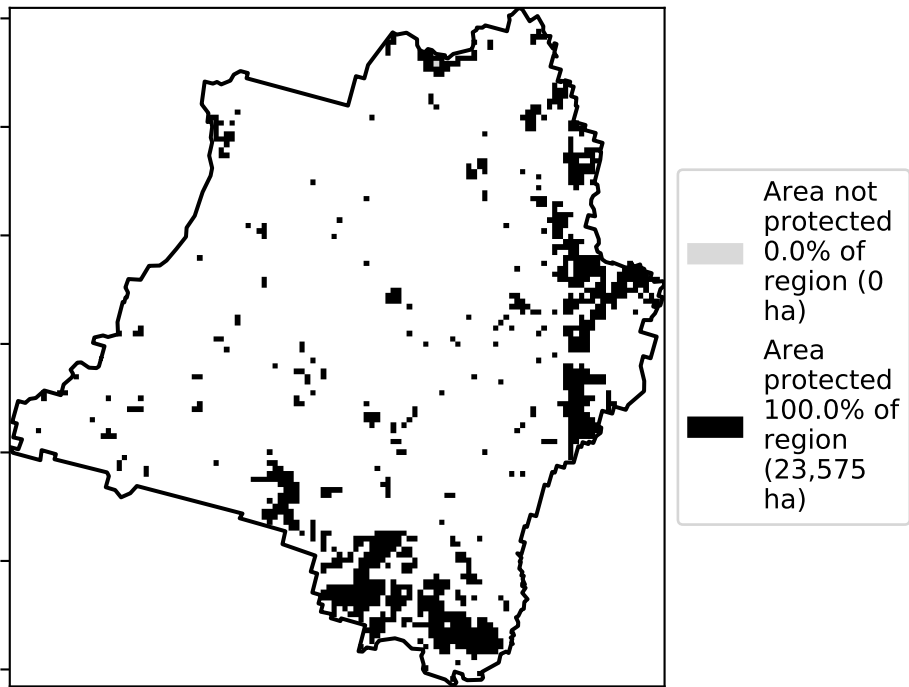 Area not
protected
0.0% of
region (0
ha)
Area
protected
100.0% of
region
(23,575
ha)